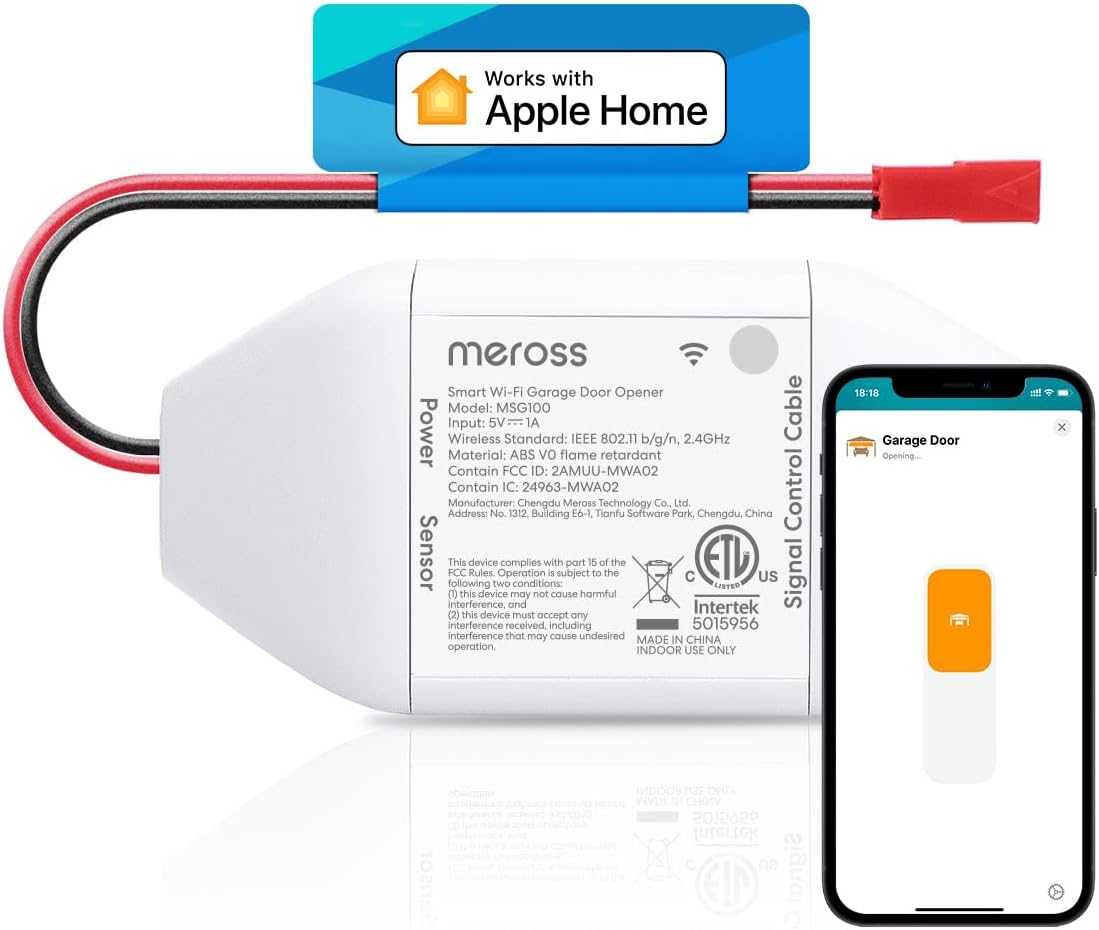 Works with
Apple Home
meross
Smart Wi-Fi Garage Door Opener
Model: MSG100
Input: 5V⎓1A
Wireless Standard: IEEE 802.11 b/g/n, 2.4GHz
Material: ABS V0 flame retardant
Contain FCC ID: 2AMUU-MWA02
Contain IC: 24963-MWA02
Manufacturer: Chengdu Meross Technology Co., Ltd.
Address: No. 1312, Building E6-1, Tianfu Software Park, Chengdu, China
Power
Sensor
Signal Control Cable
This device complies with part 15 of the
FCC Rules. Operation is subject to the
following two conditions:
(1) this device may not cause harmful
interference, and
(2) this device must accept any
interference received, including
interference that may cause undesired
operation.
C ETL US
LISTED
Intertek
5015956
MADE IN CHINA
INDOOR USE ONLY
18:18
Garage Door
Opening...